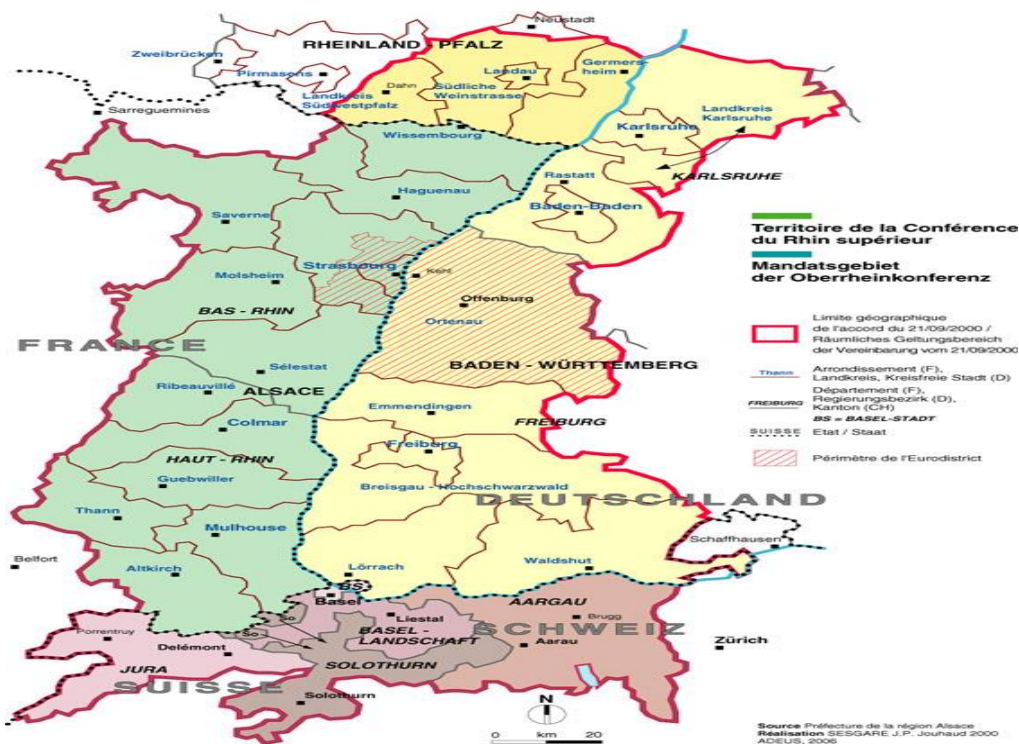 Neustadt
RHEINLAND - PFALZ
Zweibrücken
Pirmasens
Germers-
heim
Landau
Dahn
Südliche
Weinstrasse
Landkreis
Südwestpfalz
Sarreguemines
Landkreis
Karlsruhe
Karlsruhe
Wissembourg
KARLSRUHE
Rastatt
Haguenau
Baden-Baden
Saverne
Strasbourg
Kehl
Molsheim
Offenburg
Ortenau
BAS - RHIN
FRANCE
BADEN - WÜRTTEMBERG
Sélestat
Ribeauvillé
ALSACE
Emmendingen
FREIBURG
Colmar
Freiburg
HAUT - RHIN
Guebwiller
Breisgau - Hochschwarzwald
DEUTSCHLAND
Thann
Mulhouse
Schaffhausen
Belfort
Altkirch
Lörrach
Waldshut
BS
Basel
AARGAU
Liestal
Brugg
So
So
BASEL -
LANDSCHAFT
SCHWEIZ
Porrentruy
Delémont
Aarau
Zürich
JURA
SOLOTHURN
SUISSE
Solothurn
N
0 km 20
Territoire de la Conférence
du Rhin supérieur
Mandatsgebiet
der Oberrheinkonferenz
Limite géographique
de l'accord du 21/09/2000 /
Räumliches Geltungsbereich
der Vereinbarung vom 21/09/2000
Thann
Arrondissement (F),
Landkreis, Kreisfreie Stadt (D)
FREIBURG
Département (F),
Regierungsbezirk (D),
Kanton (CH)
BS = BASEL-STADT
SUISSE
Etat / Staat
Périmètre de l'Eurodistrict
Source Préfecture de la région Alsace
Réalisation SESGARE J.P. Jouhaud 2000
ADEUS, 2006